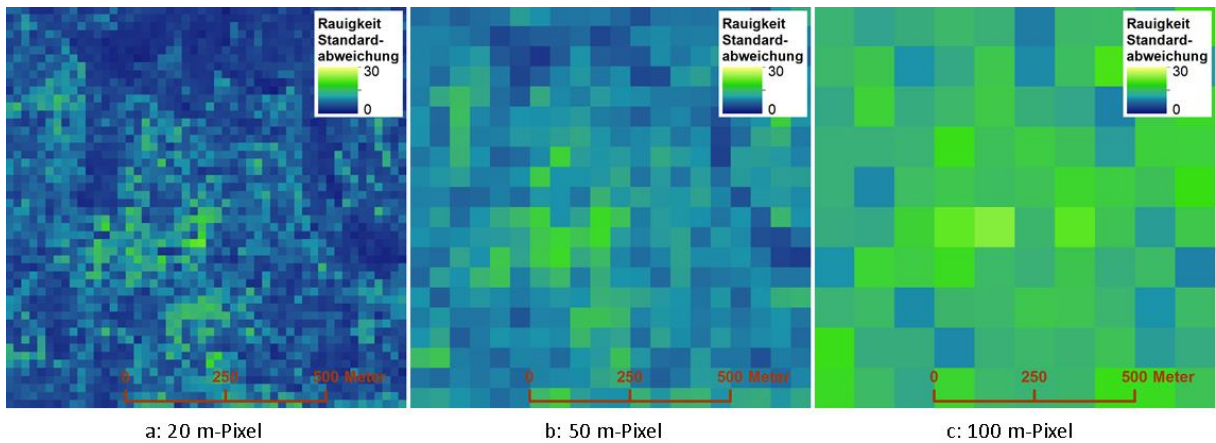 Rauigkeit
Standard-
abweichung
30
0
0 250 500 Meter
a: 20 m-Pixel
Rauigkeit
Standard-
abweichung
30
0
0 250 500 Meter
b: 50 m-Pixel
Rauigkeit
Standard-
abweichung
30
0
0 250 500 Meter
c: 100 m-Pixel